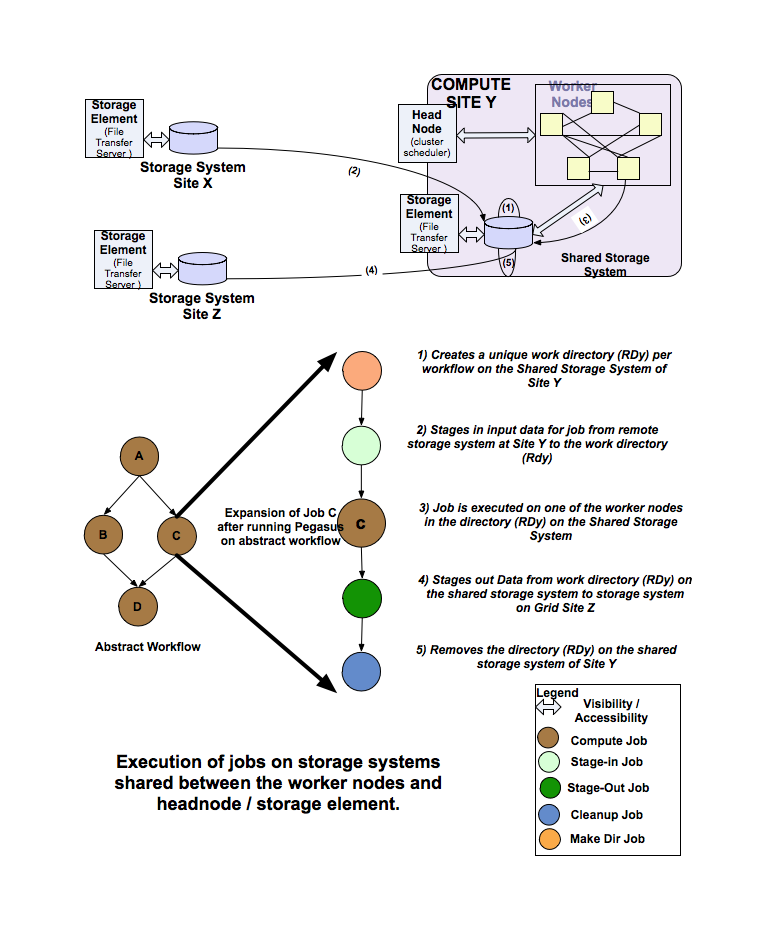 Storage
Element
(File
Transfer
Server )
Storage System
Site X
(2)
COMPUTE
SITE Y
Worker
Nodes
Head
Node
(cluster
scheduler)
Storage
Element
(File
Transfer
Server )
(1)
(3)
(5)
Shared Storage
System
Storage
Element
(File
Transfer
Server )
Storage System
Site Z
(4)
1) Creates a unique work directory (RDy) per
workflow on the Shared Storage System of
Site Y
2) Stages in input data for job from remote
storage system at Site Y to the work directory
(Rdy)
A
B
C
D
Abstract Workflow
Expansion of Job C
after running Pegasus
on abstract workflow
C
3) Job is executed on one of the worker nodes
in the directory (RDy) on the Shared Storage
System
4) Stages out Data from work directory (RDy) on
the shared storage system to storage system
on Grid Site Z
5) Removes the directory (RDy) on the shared
storage system of Site Y
Legend
Visibility /
Accessibility
Compute Job
Stage-in Job
Stage-Out Job
Cleanup Job
Make Dir Job
Execution of jobs on storage systems
shared between the worker nodes and
headnode / storage element.